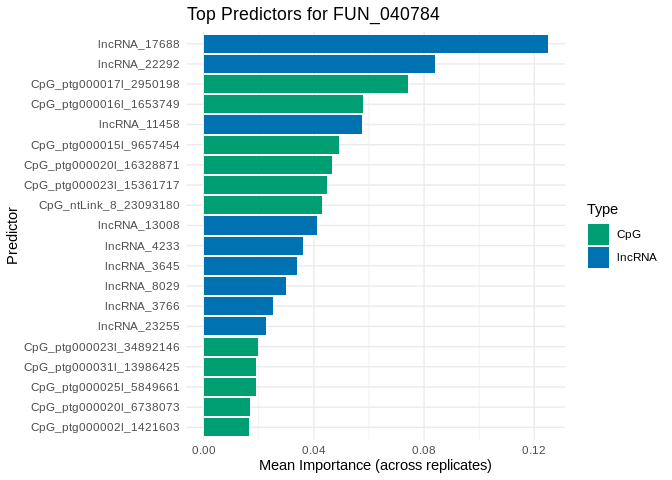 Top Predictors for FUN_040784
Predictor
lncRNA_17688
lncRNA_22292
CpG_ptg000017l_2950198
CpG_ptg000016l_1653749
lncRNA_11458
CpG_ptg000015l_9657454
CpG_ptg000020l_16328871
CpG_ptg000023l_15361717
CpG_ntLink_8_23093180
lncRNA_13008
lncRNA_4233
lncRNA_3645
lncRNA_8029
lncRNA_3766
lncRNA_23255
CpG_ptg000023l_34892146
CpG_ptg000031l_13986425
CpG_ptg000025l_5849661
CpG_ptg000020l_6738073
CpG_ptg000002l_1421603
0.00 0.04 0.08 0.12
Mean Importance (across replicates)
Type
CpG
lncRNA